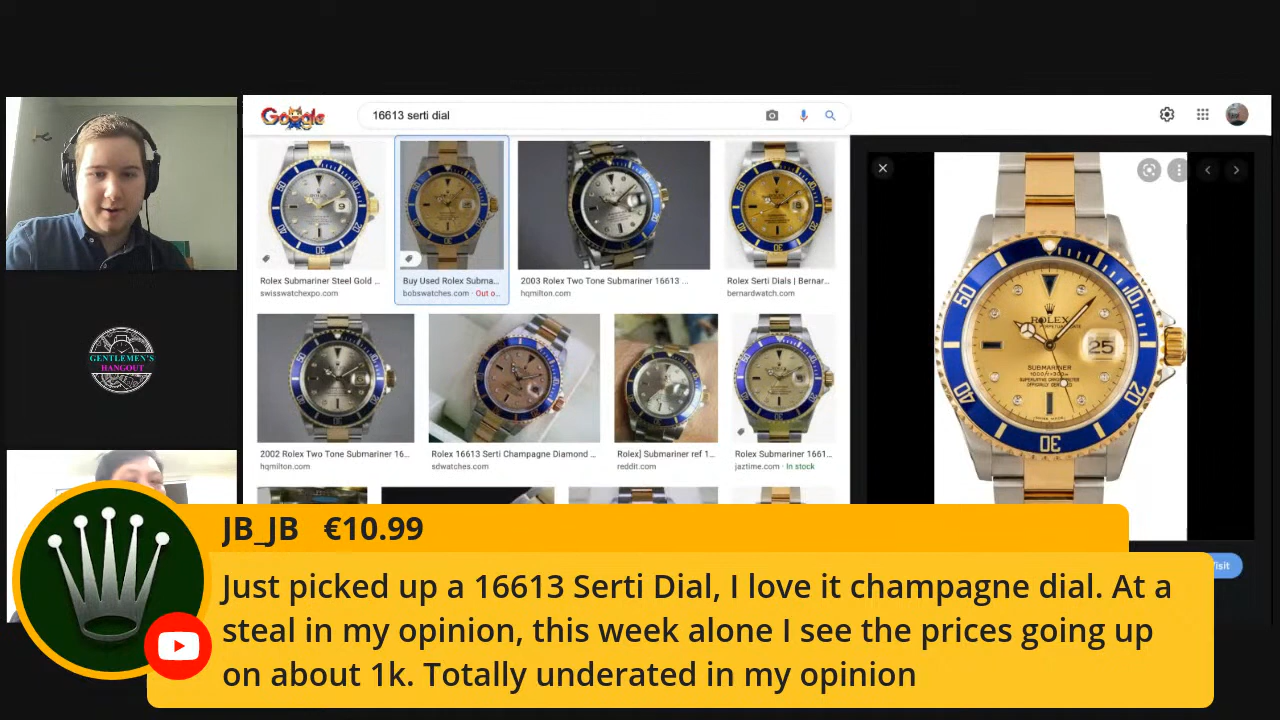 Google
16613 serti dial
Rolex Submariner Steel Gold ...
swisswatchexpo.com
Buy Used Rolex Subma...
bobswatches.com · Out o...
2003 Rolex Two Tone Submariner 16613 ...
hqmilton.com
Rolex Serti Dials | Bernar...
bernardwatch.com
2002 Rolex Two Tone Submariner 16...
hqmilton.com
Rolex 16613 Serti Champagne Diamond ...
sdwatches.com
Rolex] Submariner ref 1...
reddit.com
Rolex Submariner 1661...
jaztime.com · In stock
ROLEX
25
SUBMARINER
50
40
30
20
GENTLEMEN'S
HANGOUT
JB_JB €10.99
Just picked up a 16613 Serti Dial, I love it champagne dial. At a
steal in my opinion, this week alone I see the prices going up
on about 1k. Totally underated in my opinion